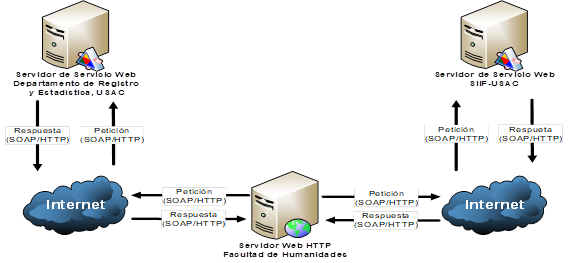 Servidor de Servicio Web
Departamento de Registro
y Estadistica, USAC
Servidor de Servicio Web
SIIF-USAC
Respuesta
(SOAP/HTTP)
Petición
(SOAP/HTTP)
Petición
(SOAP/HTTP)
Respueta
(SOAP/HTTP)
Internet
Petición
(SOAP/HTTP)
Respuesta
(SOAP/HTTP)
Petición
(SOAP/HTTP)
Respuesta
(SOAP/HTTP)
Internet
Servidor Web HTTP
Facultad de Humanidades